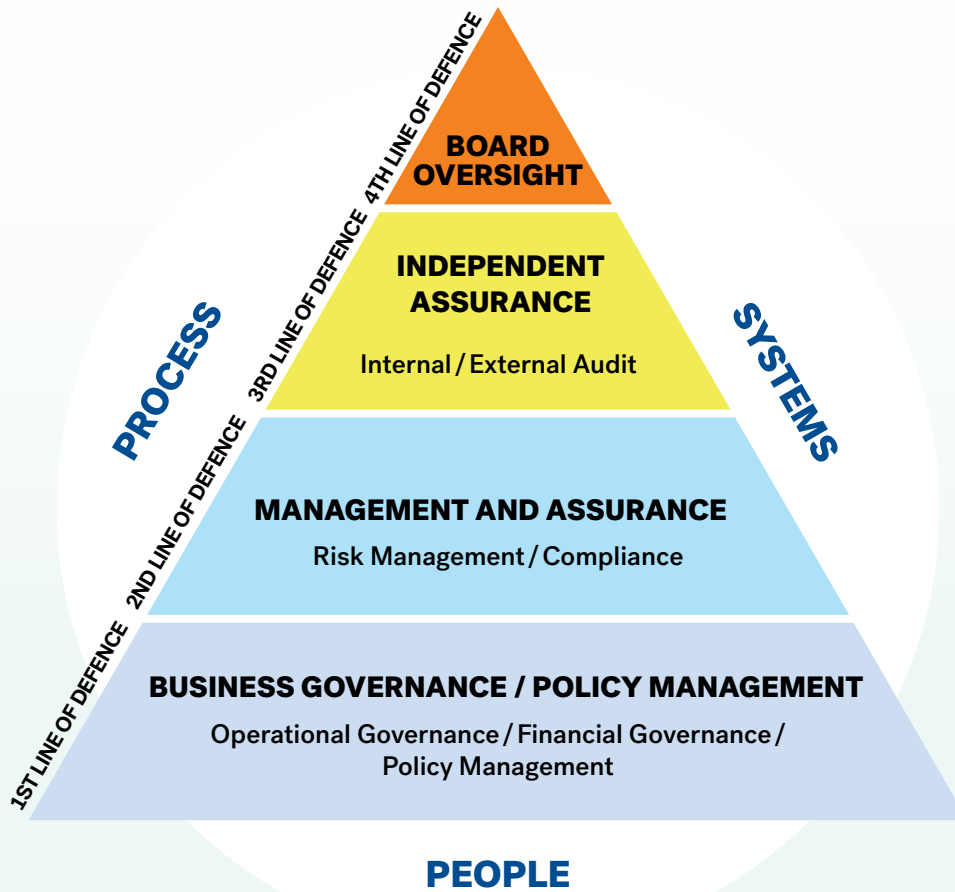 4TH LINE OF DEFENCE
BOARD
OVERSIGHT
3RD LINE OF DEFENCE
INDEPENDENT
ASSURANCE
Internal / External Audit
PROCESS
SYSTEMS
2ND LINE OF DEFENCE
MANAGEMENT AND ASSURANCE
Risk Management / Compliance
1ST LINE OF DEFENCE
BUSINESS GOVERNANCE / POLICY MANAGEMENT
Operational Governance / Financial Governance /
Policy Management
PEOPLE